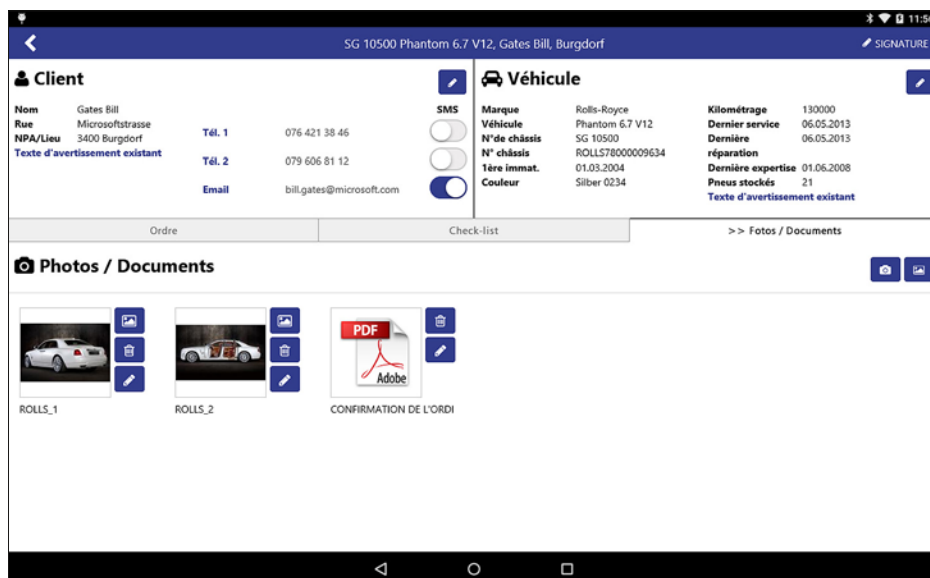 11:56
SG 10500 Phantom 6.7 V12, Gates Bill, Burgdorf
SIGNATURE
Client
SMS
Nom Gates Bill
Rue Microsoftstrasse
NPA/Lieu 3400 Burgdorf
Texte d'avertissement existant
Tél. 1 076 421 38 46
Tél. 2 079 606 81 12
Email bill.gates@microsoft.com
Véhicule
Marque Rolls-Royce
Véhicule Phantom 6.7 V12
N°de châssis SG 10500
N° châssis ROLLS78000009634
1ère immat. 01.03.2004
Couleur Silber 0234
Kilométrage 130000
Dernier service 06.05.2013
Dernière 06.05.2013
réparation
Dernière expertise 01.06.2008
Pneus stockés 21
Texte d'avertissement existant
Ordre
Check-list
>> Fotos / Documents
Photos / Documents
PDF
Adobe
ROLLS_1
ROLLS_2
CONFIRMATION DE L'ORDI